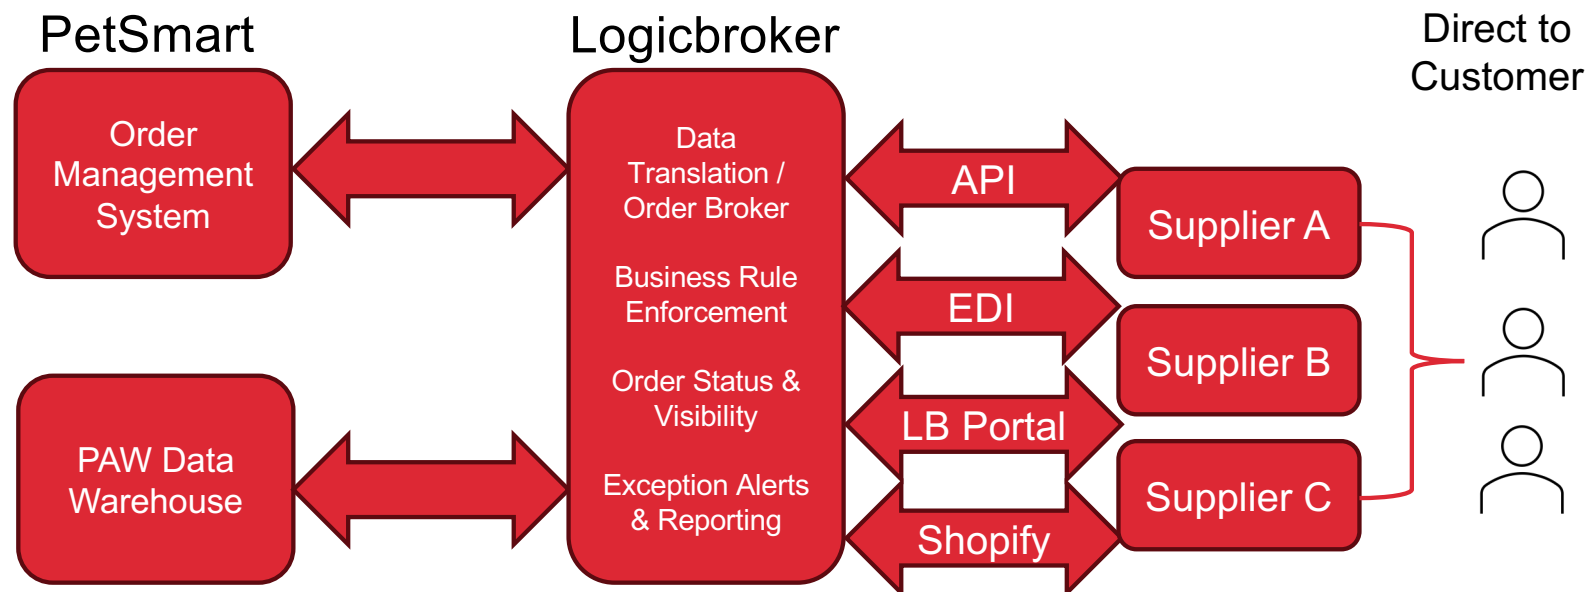 PetSmart
Logicbroker
Direct to
Customer
Order
Management
System
PAW Data
Warehouse
Data
Translation /
Order Broker
Business Rule
Enforcement
Order Status &
Visibility
Exception Alerts
& Reporting
API
EDI
LB Portal
Shopify
Supplier A
Supplier B
Supplier C